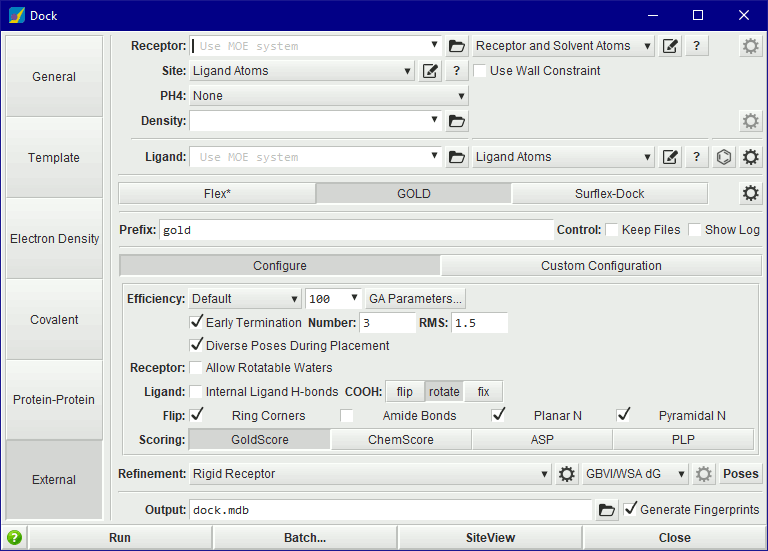 Dock
General
Template
Electron Density
Covalent
Protein-Protein
External
Receptor: Use MOE system Receptor and Solvent Atoms ?
Site: Ligand Atoms ? Use Wall Constraint
PH4: None
Density:
Ligand: Use MOE system Ligand Atoms ?
Flex* GOLD Surflex-Dock
Prefix: gold Control: Keep Files Show Log
Configure Custom Configuration
Efficiency: Default 100 GA Parameters...
Early Termination Number: 3 RMS: 1.5
Diverse Poses During Placement
Receptor: Allow Rotatable Waters
Ligand: Internal Ligand H-bonds COOH: flip rotate fix
Flip: Ring Corners Amide Bonds Planar N Pyramidal N
Scoring: GoldScore ChemScore ASP PLP
Refinement: Rigid Receptor GBVI/WSA dG Poses
Output: dock.mdb Generate Fingerprints
? Run Batch... SiteView Close